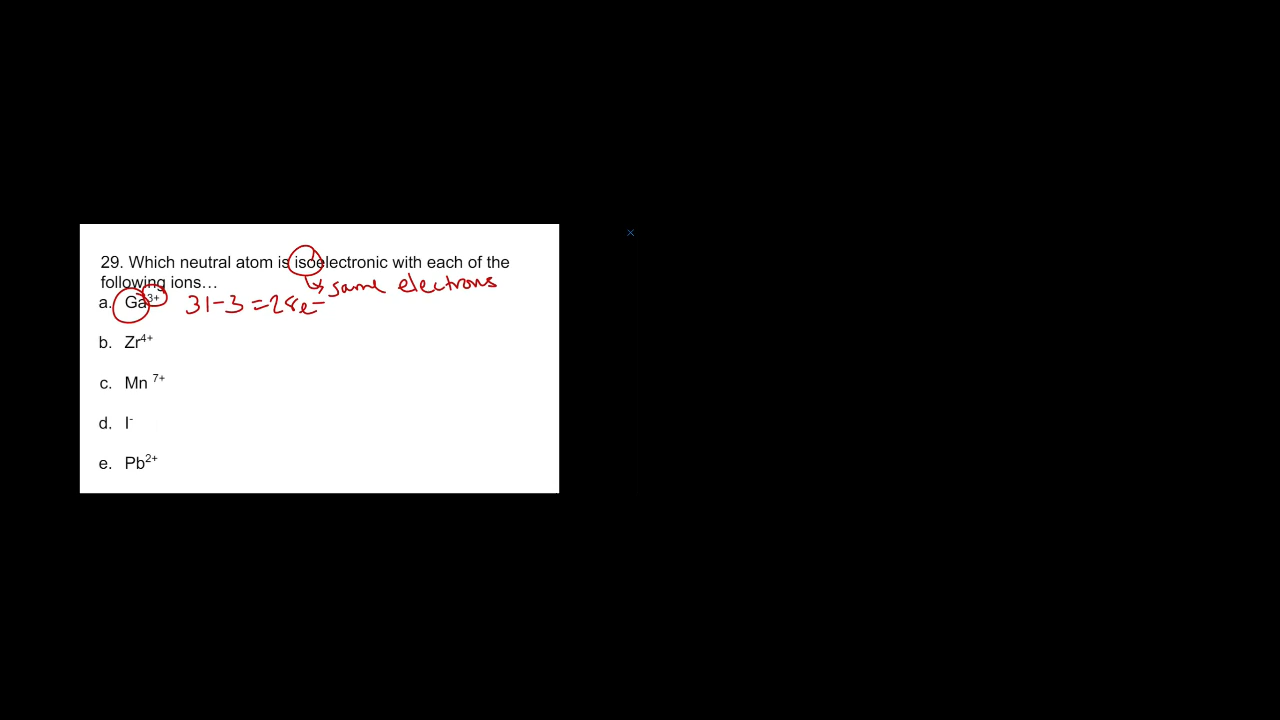 29. Which neutral atom is isoelectronic with each of the
following ions…
↳ same electrons
a. Ga³⁺ 31-3=28e-
b. Zr⁴⁺
c. Mn ⁷⁺
d. I⁻
e. Pb²⁺